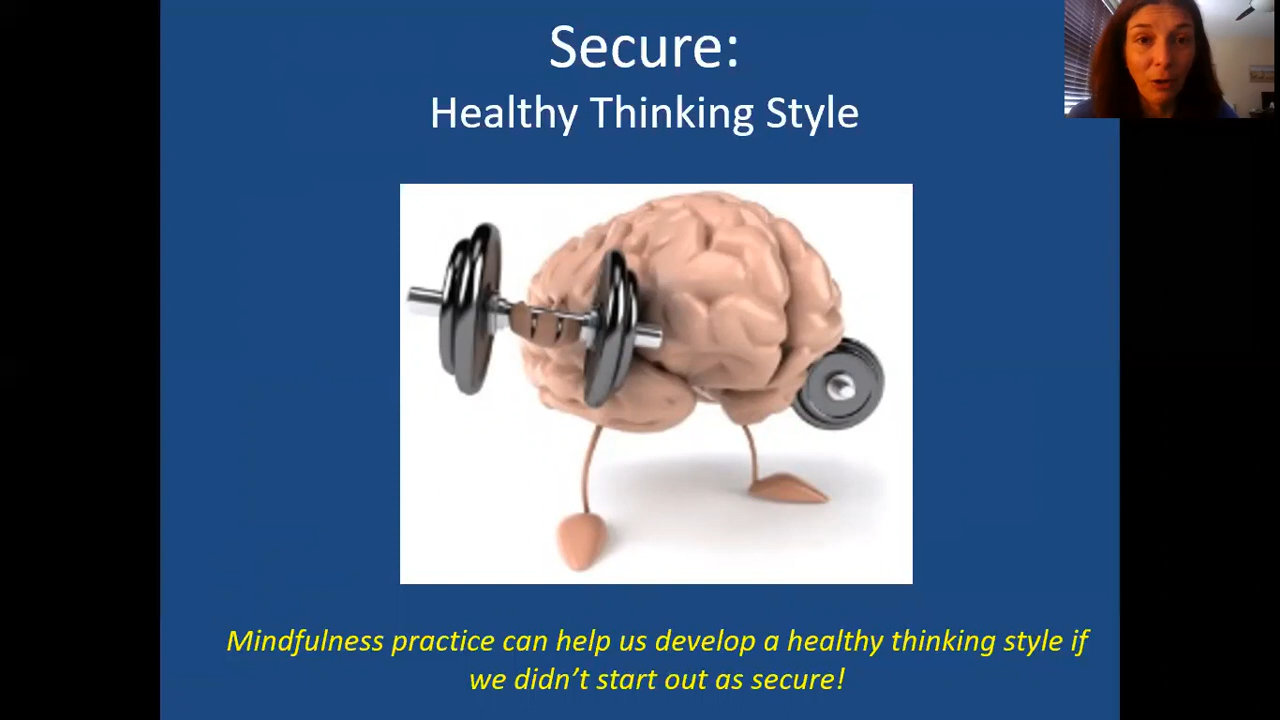 Secure:
Healthy Thinking Style
Mindfulness practice can help us develop a healthy thinking style if
we didn’t start out as secure!